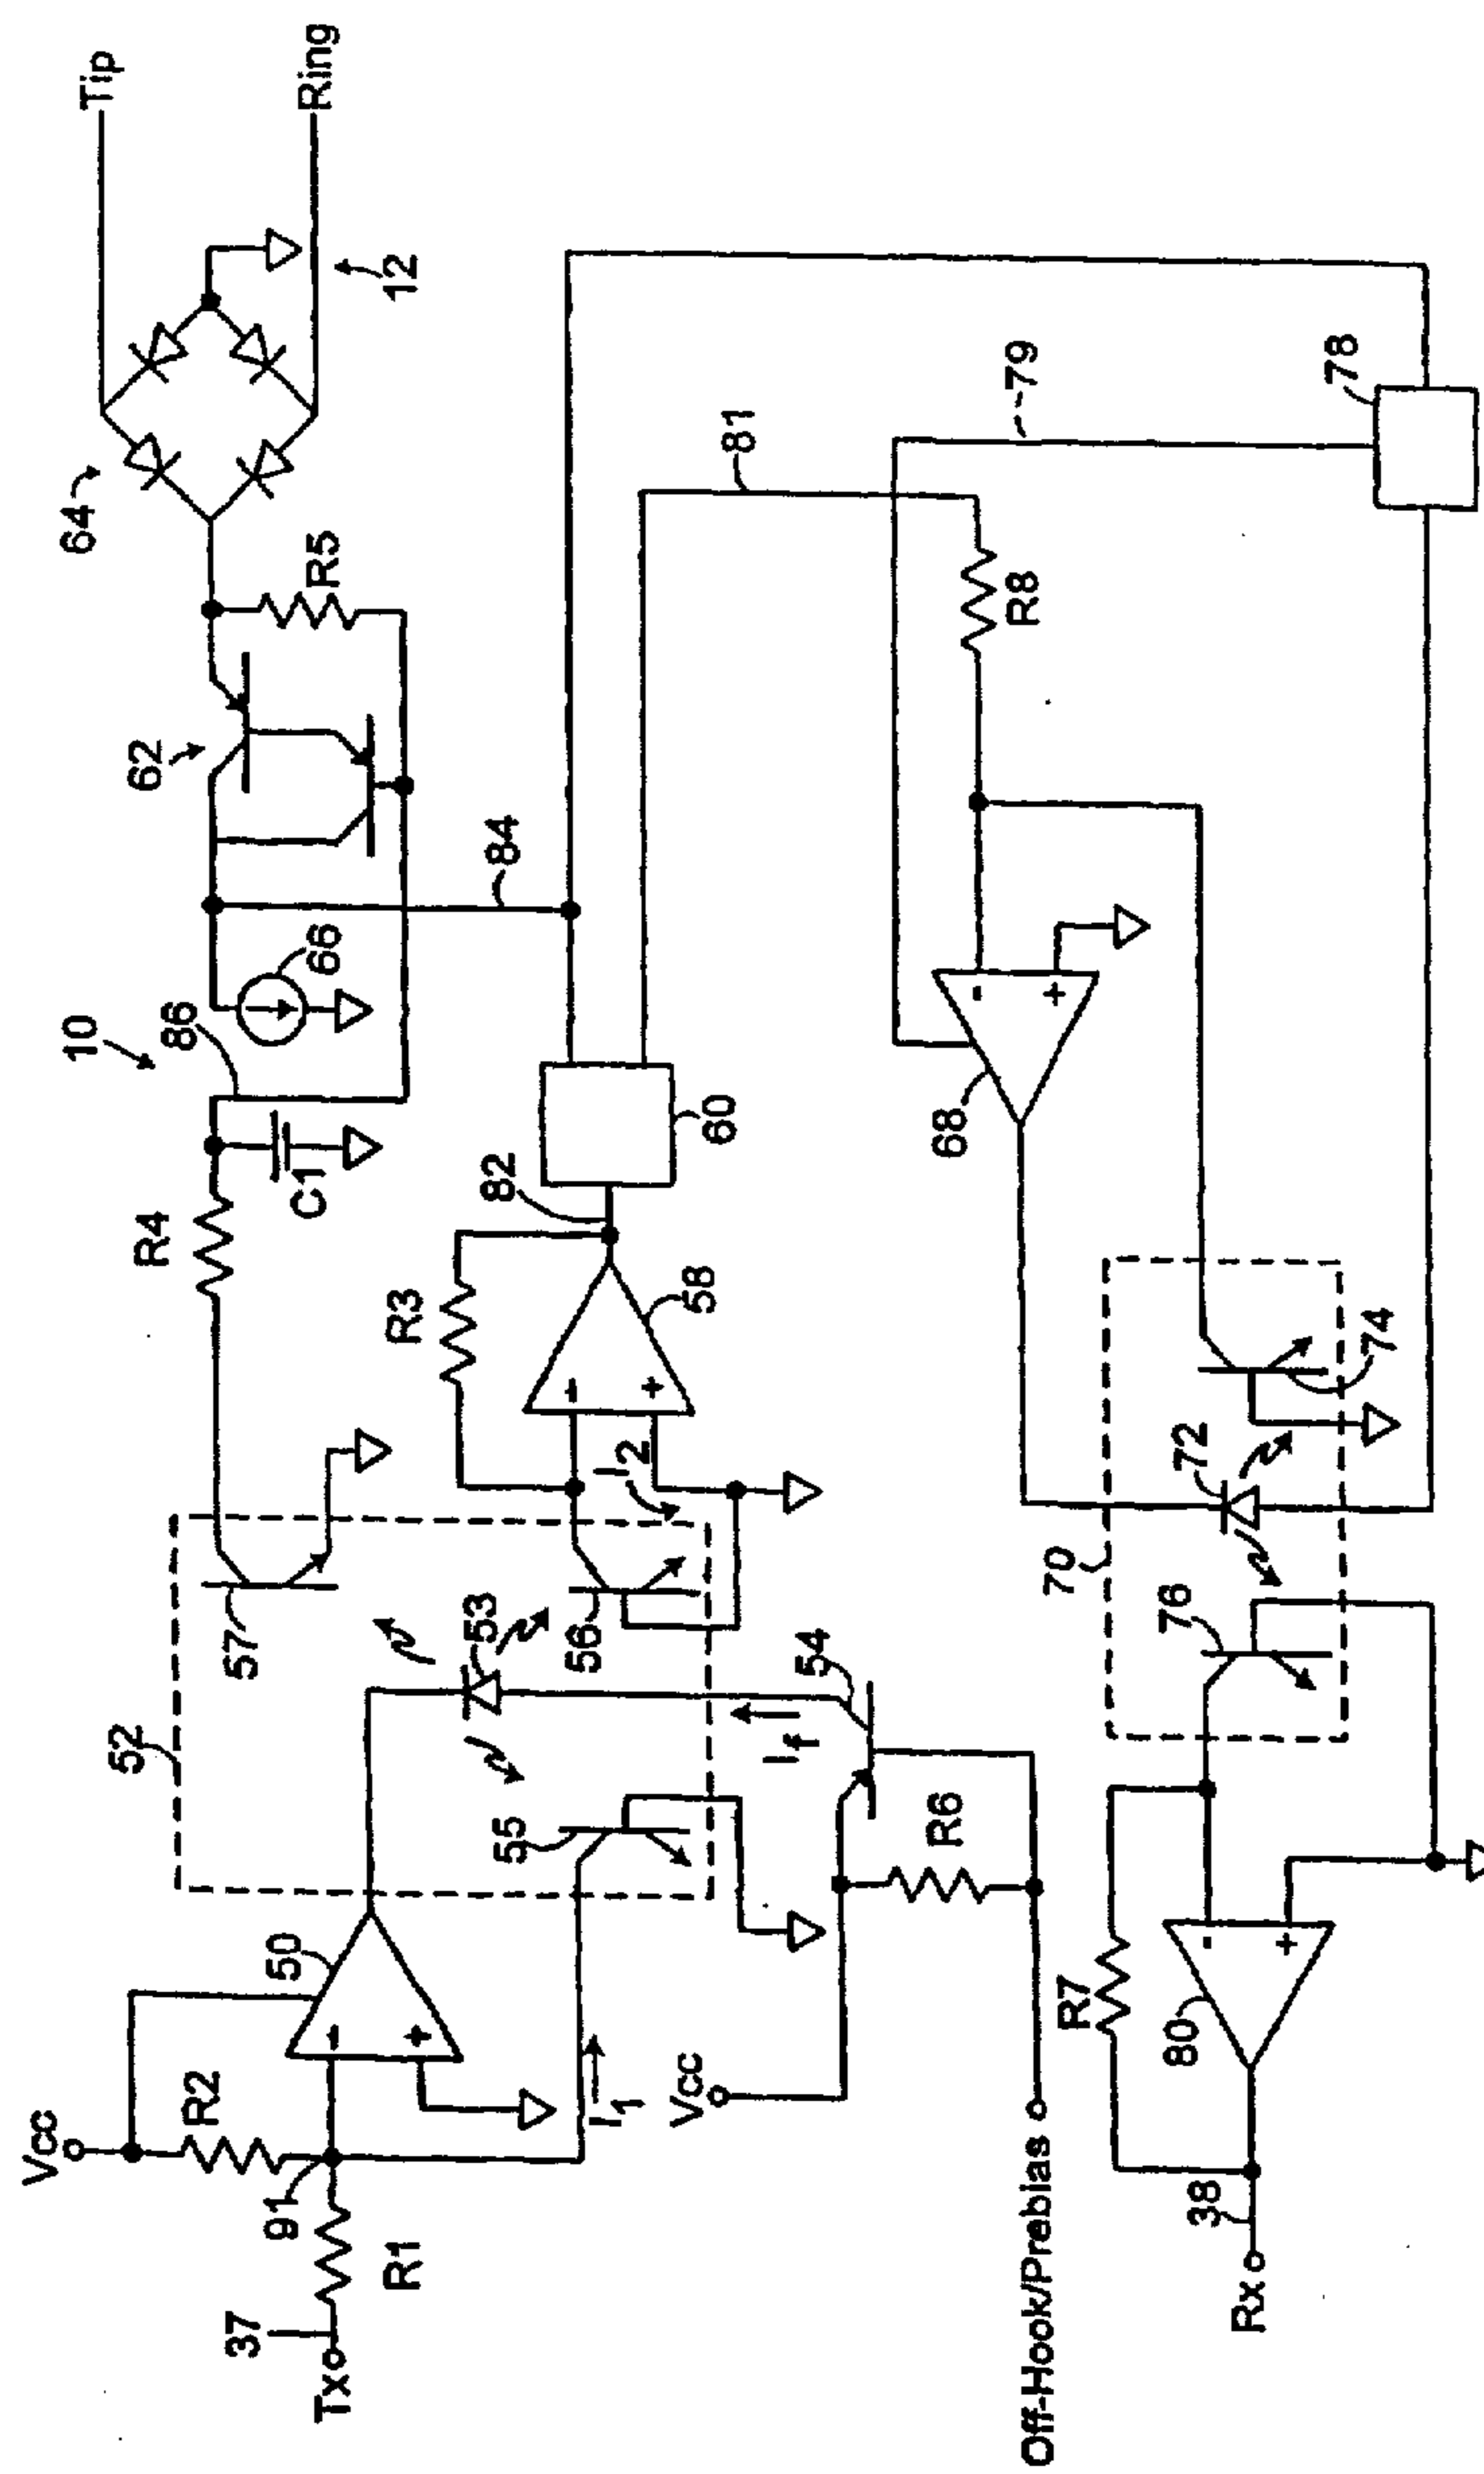 Tip
Ring
12
64
R5
62
84
66
86
10
C1
R4
60
82
58
R3
I2
57
56
53
52
54
If
55
R6
50
I1
Vcc
R2
Vcc
91
R1
37
Tx
Off-Hook/Prebias
81
79
78
R8
68
74
72
70
76
R7
80
38
Rx
- +
- +
- +
- +